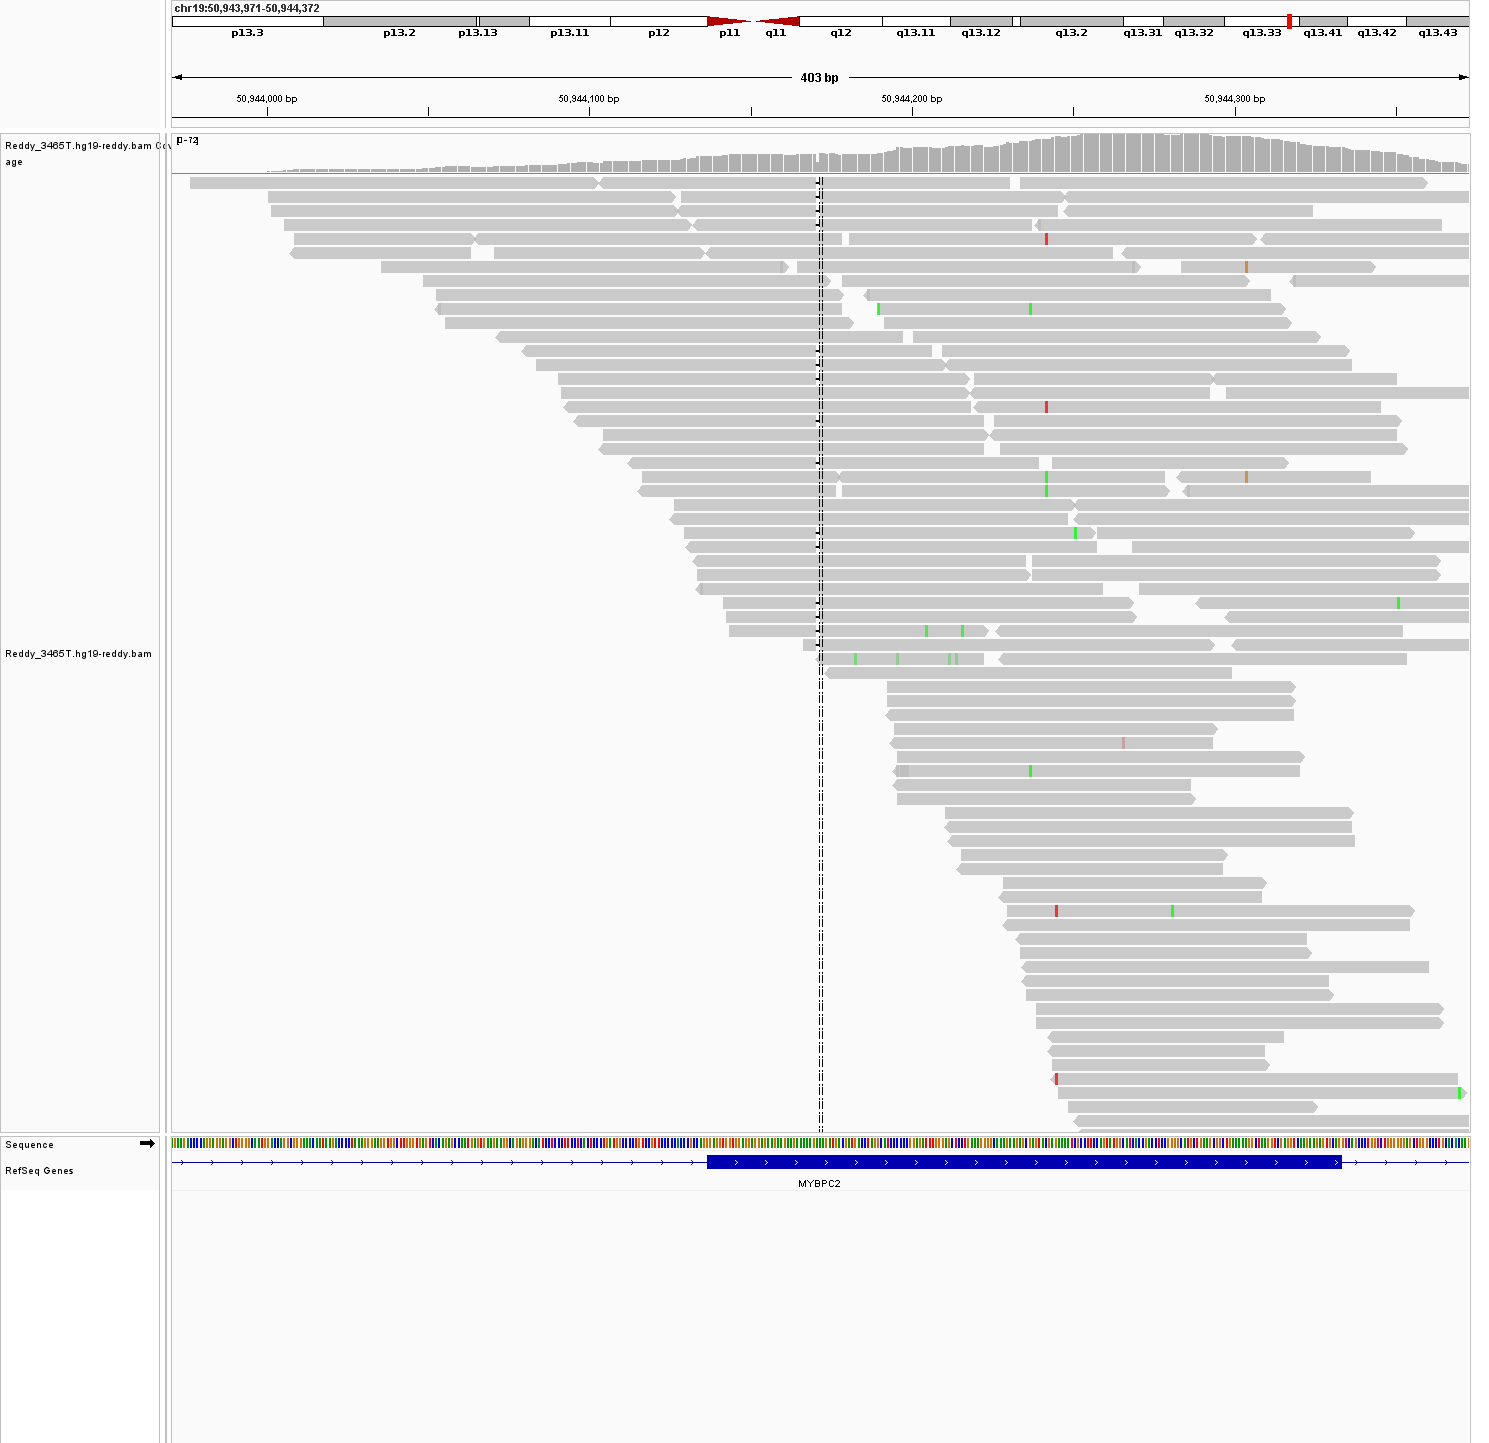 chr19:50,943,971-50,944,372
p13.3 p13.2 p13.13 p13.11 p12 p11 q11 q12 q13.11 q13.12 q13.2 q13.31 q13.32 q13.33 q13.41 q13.42 q13.43
403 bp
50,944,000 bp 50,944,100 bp 50,944,200 bp 50,944,300 bp
[0-72]
Reddy_3465T.hg19-reddy.bam Cov
age
Reddy_3465T.hg19-reddy.bam
Sequence
RefSeq Genes
MYBPC2